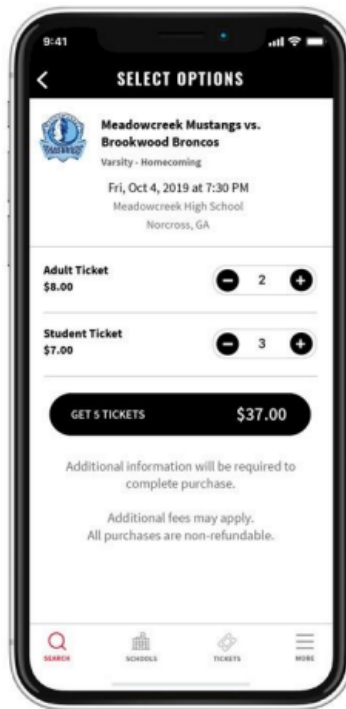 9:41
SELECT OPTIONS
Meadowcreek Mustangs vs.
Brookwood Broncos
Varsity - Homecoming
Fri, Oct 4, 2019 at 7:30 PM
Meadowcreek High School
Norcross, GA
Adult Ticket
$8.00
2
Student Ticket
$7.00
3
GET 5 TICKETS $37.00
Additional information will be required to
complete purchase.
Additional fees may apply.
All purchases are non-refundable.
SEARCH SCHOOLS TICKETS MORE